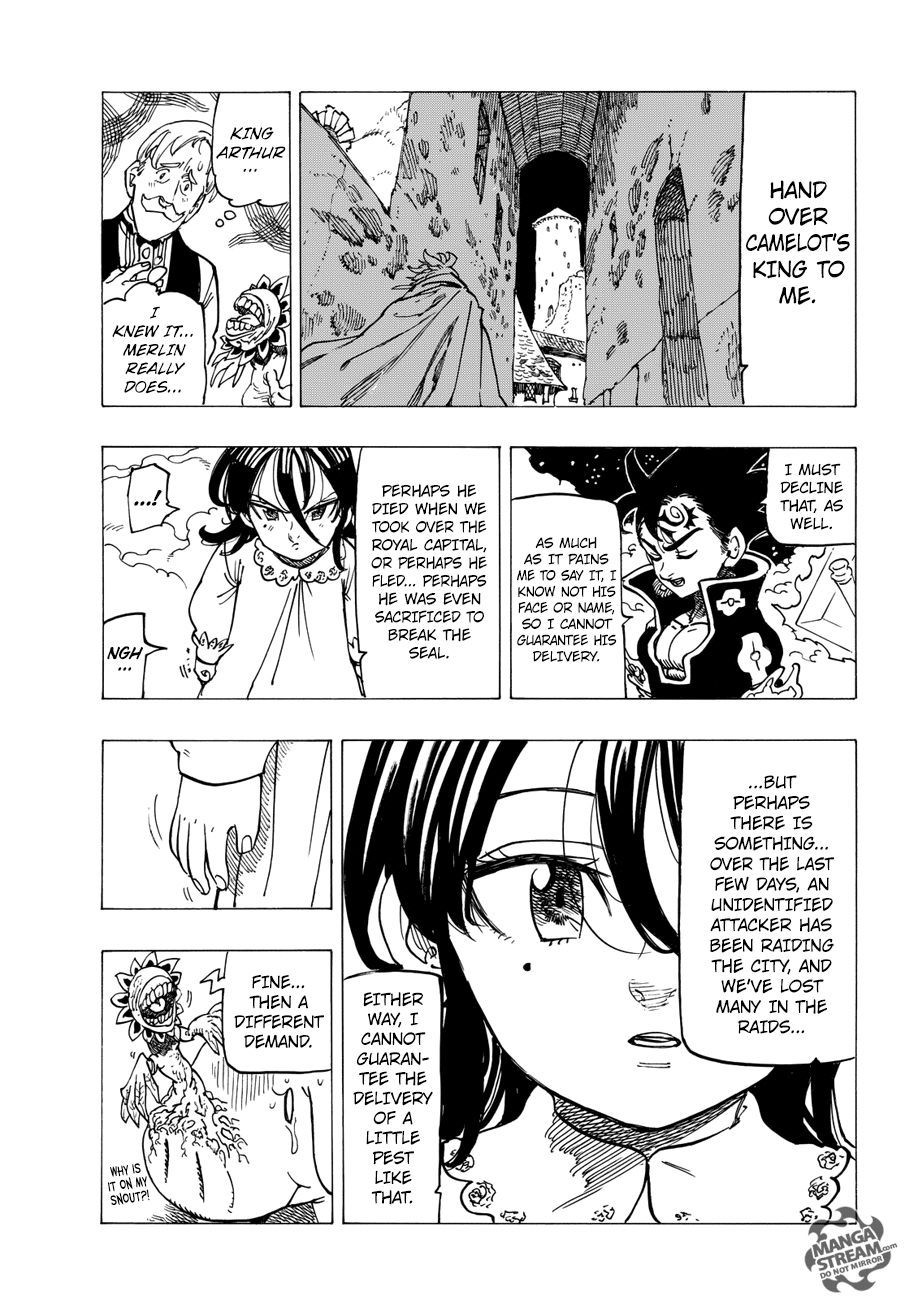 HAND
OVER
CAMELOT'S
KING TO
ME.
KING
ARTHUR
...
I
KNEW IT...
MERLIN
REALLY
DOES...
I MUST
DECLINE
THAT, AS
WELL.
AS MUCH
AS IT PAINS
ME TO SAY IT, I
KNOW NOT HIS
FACE OR NAME,
SO I CANNOT
GUARANTEE HIS
DELIVERY.
PERHAPS HE
DIED WHEN WE
TOOK OVER THE
ROYAL CAPITAL,
OR PERHAPS HE
FLED... PERHAPS
HE WAS EVEN
SACRIFICED TO
BREAK THE
SEAL.
...!
NGH
...
...BUT
PERHAPS
THERE IS
SOMETHING...
OVER THE LAST
FEW DAYS, AN
UNIDENTIFIED
ATTACKER HAS
BEEN RAIDING
THE CITY, AND
WE'VE LOST
MANY IN THE
RAIDS...
EITHER
WAY, I
CANNOT
GUARAN-
TEE THE
DELIVERY
OF A
LITTLE
PEST
LIKE
THAT.
FINE...
THEN A
DIFFERENT
DEMAND.
WHY IS
IT ON MY
SNOUT?!
MANGA
STREAM.com
DO NOT MIRROR